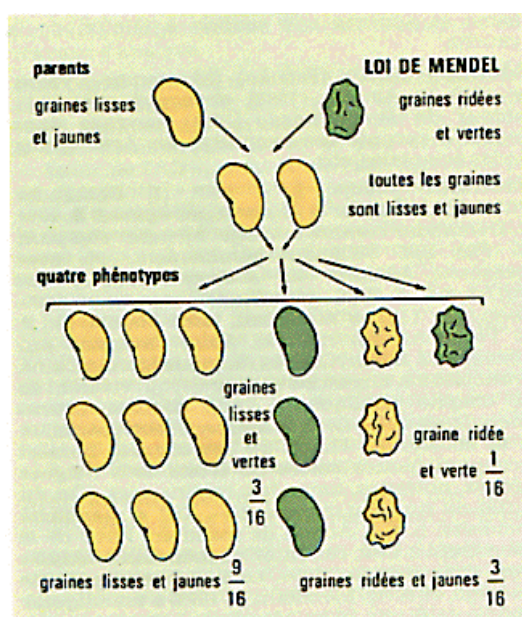 parents
LOI DE MENDEL
graines lisses
et jaunes
graines ridées
et vertes
toutes les graines
sont lisses et jaunes
quatre phénotypes
graines
lisses
et
vertes
3
16
graine ridée
et verte 1
16
graines lisses et jaunes 9
16
graines ridées et jaunes 3
16